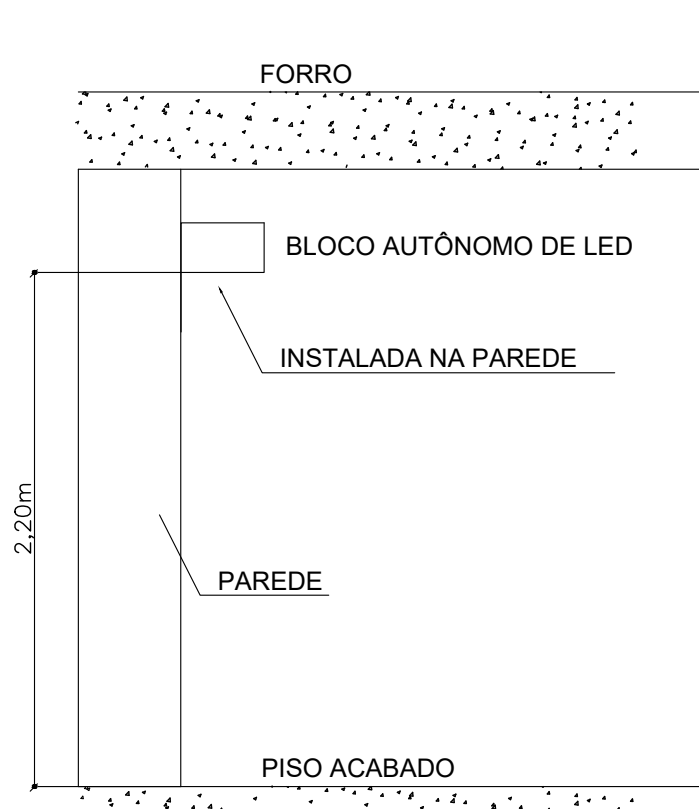 FORRO
BLOCO AUTÔNOMO DE LED
INSTALADA NA PAREDE
2,20m
PAREDE
PISO ACABADO